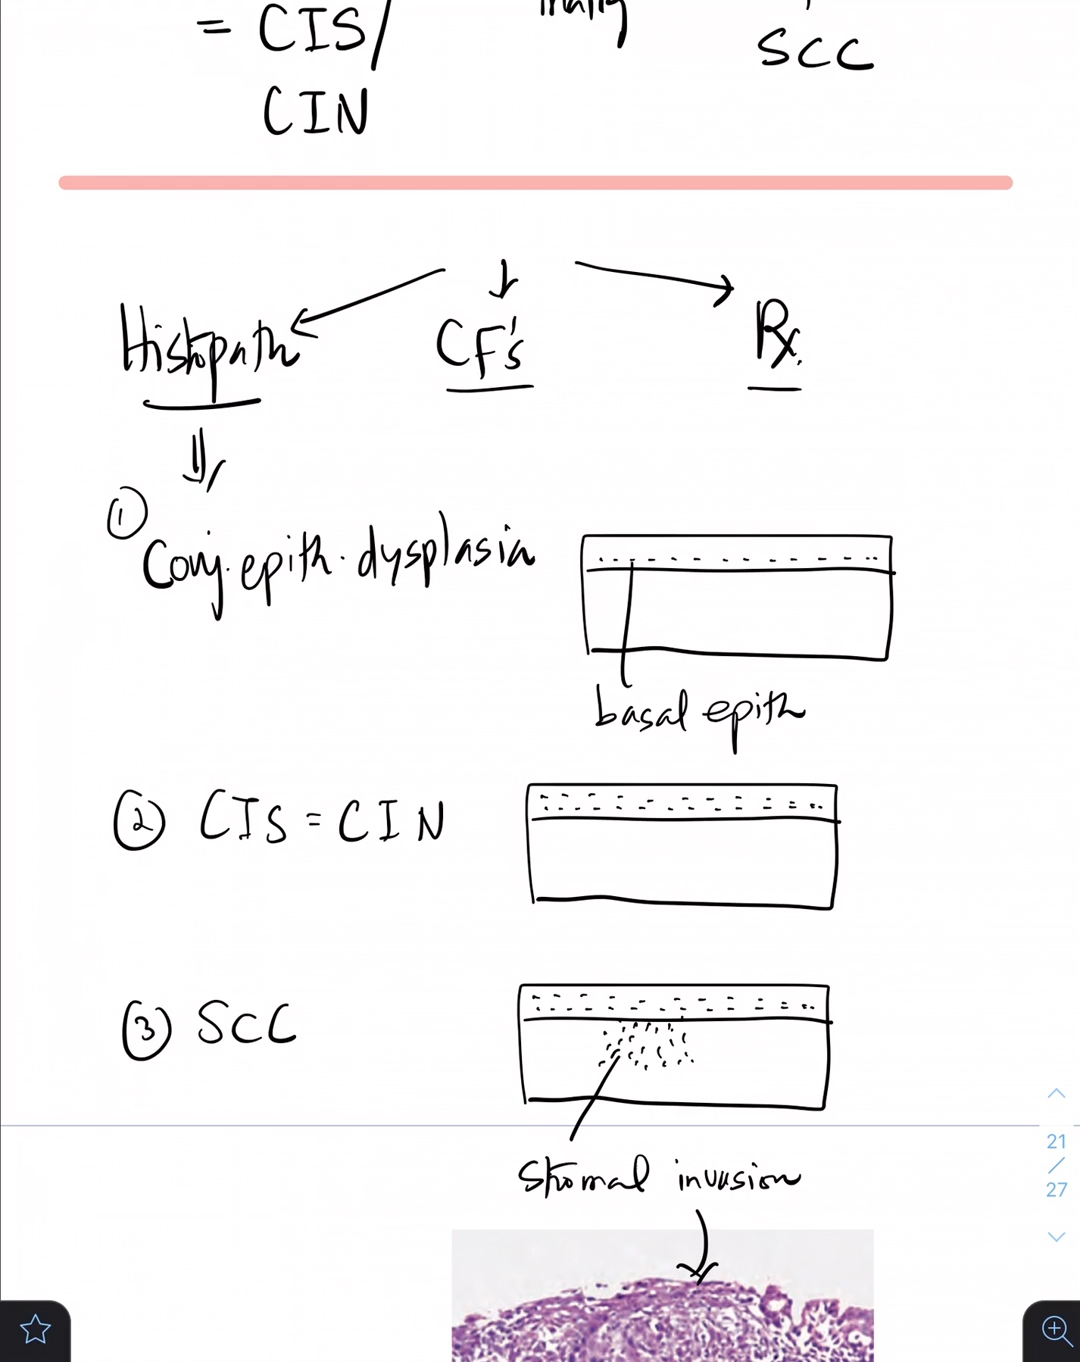 = CIS/
CIN
SCC
Histopath
CF's
Rx.
① Conj. epith. dysplasia
basal epith
② CIS = CIN
③ SCC
Stromal invasion
21
/
27